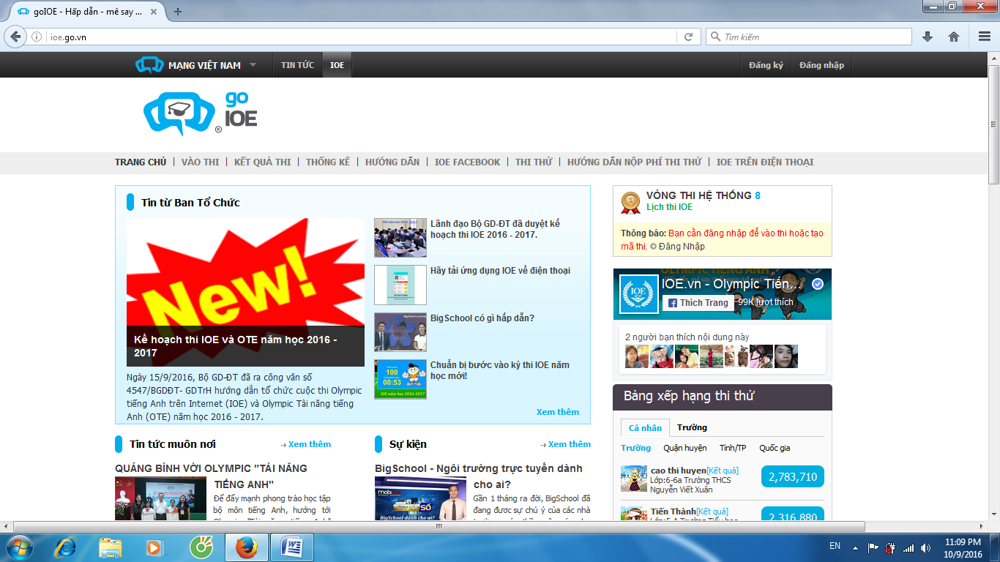 goIOE - Hấp dẫn - mê say ...
ioe.go.vn
Tìm kiếm
MẠNG VIỆT NAM
TIN TỨC
IOE
Đăng ký
Đăng nhập
go
IOE
®
TRANG CHỦ | VÀO THI | KẾT QUẢ THI | THỐNG KÊ | HƯỚNG DẪN | IOE FACEBOOK | THI THỬ | HƯỚNG DẪN NỘP PHÍ THI THỬ | IOE TRÊN ĐIỆN THOẠI
Tin từ Ban Tổ Chức
New!
Kế hoạch thi IOE và OTE năm học 2016 -
2017
Ngày 15/9/2016, Bộ GD-ĐT đã ra công văn số
4547/BGDĐT- GDTrH hướng dẫn tổ chức cuộc thi Olympic
tiếng Anh trên Internet (IOE) và Olympic Tài năng tiếng
Anh (OTE) năm học 2016 - 2017.
Lãnh đạo Bộ GD-ĐT đã duyệt kế
hoạch thi IOE 2016 - 2017.
Hãy tải ứng dụng IOE về điện thoại
BigSchool có gì hấp dẫn?
100
00:53
IOE năm học 2016-2017
Chuẩn bị bước vào kỳ thi IOE năm
học mới!
Xem thêm
VÒNG THI HỆ THỐNG 8
Lịch thi IOE
Thông báo: Bạn cần đăng nhập để vào thi hoặc tạo
mã thi. Đăng Nhập
IOE
IOE.vn - Olympic Tiến...
Thích Trang
99K lượt thích
2 người bạn thích nội dung này
Bảng xếp hạng thi thử
Cá nhân
Trường
Trường
Quận huyện
Tỉnh/TP
Quốc gia
cao thi huyen[Kết quả]
Lớp:6-6a Trường THCS
Nguyễn Viết Xuân
2,783,710
Tiến Thành[Kết quả]
2,316,880
Tin tức muôn nơi
Xem thêm
QUẢNG BÌNH VỚI OLYMPIC "TÀI NĂNG
TIẾNG ANH"
Để đẩy mạnh phong trào học tập
bộ môn tiếng Anh, hướng tới
Sự kiện
Xem thêm
BigSchool - Ngôi trường trực tuyến dành
cho ai?
mobi
BigSchool dành cho ai?
Gần 1 tháng ra đời, BigSchool đã
đang được sự chú ý của các nhà
EN
11:09 PM
10/9/2016